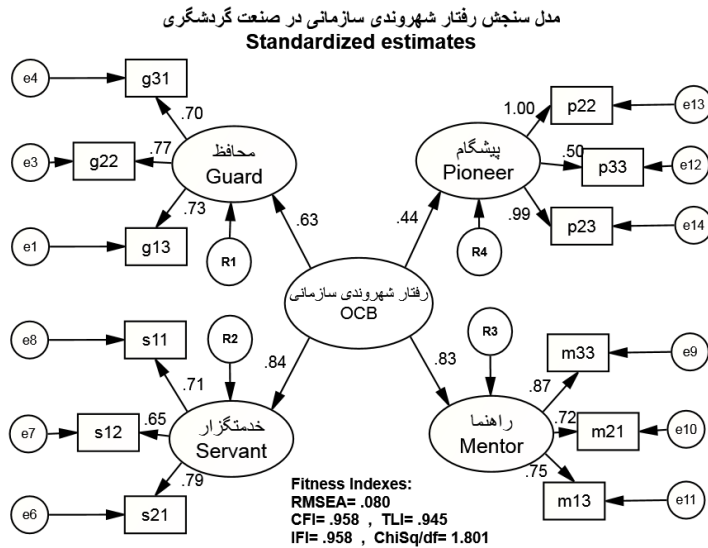 مدل سنجش رفتار شهروندی سازمانی در صنعت گردشگری
Standardized estimates
e4
g31
.70
e3
g22
.77
محافظ
Guard
e1
g13
.73
R1
.63
پیشگام
Pioneer
1.00
p22
e13
.50
p33
e12
.99
p23
e14
R4
.44
رفتار شهروندی سازمانی
OCB
e8
s11
.71
R2
.84
e7
s12
.65
خدمتگزار
Servant
e6
s21
.79
R3
.83
راهنما
Mentor
.87
m33
e9
.72
m21
e10
.75
m13
e11
Fitness Indexes:
RMSEA= .080
CFI= .958 , TLI= .945
IFI= .958 , ChiSq/df= 1.801